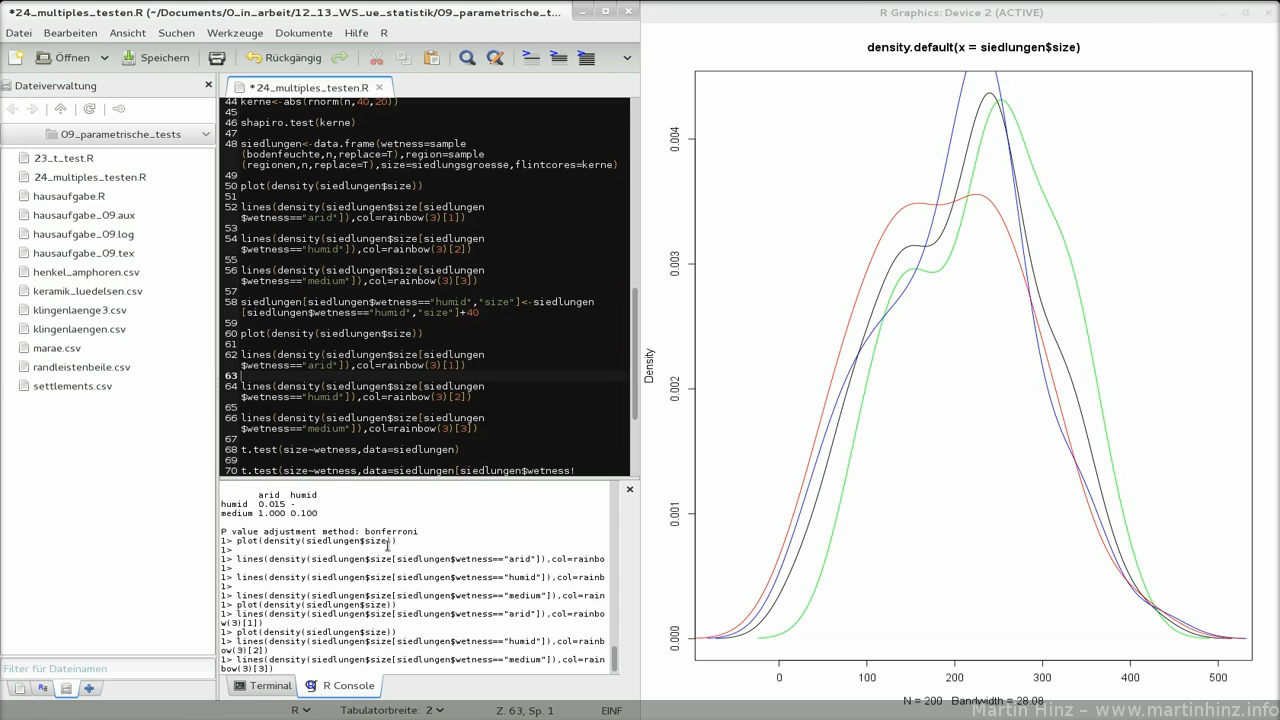 *24_multiples_testen.R (~/Documents/O_in_arbeit/12_13_WS_ue_statistik/09_parametrische_t...
Datei Bearbeiten Ansicht Suchen Werkzeuge Dokumente Hilfe R
Öffnen Speichern Rückgängig
Dateiverwaltung
09_parametrische_tests
23_t_test.R
24_multiples_testen.R
hausaufgabe.R
hausaufgabe_09.aux
hausaufgabe_09.log
hausaufgabe_09.tex
henkel_amphoren.csv
keramik_luedelsen.csv
klingenlaenge3.csv
klingenlaengen.csv
marae.csv
randleistenbeile.csv
settlements.csv
Filter für Dateinamen
* 24_multiples_testen.R
44 kerne<-abs(rnorm(n,40,20))
45
46 shapiro.test(kerne)
47
48 siedlungen<-data.frame(wetness=sample
(bodenfeuchte,n,replace=T),region=sample
(regionen,n,replace=T),size=siedlungsgroesse,flintcores=kerne)
49
50 plot(density(siedlungen$size))
51
52 lines(density(siedlungen$size[siedlungen
$wetness=="arid"]),col=rainbow(3)[1])
53
54 lines(density(siedlungen$size[siedlungen
$wetness=="humid"]),col=rainbow(3)[2])
55
56 lines(density(siedlungen$size[siedlungen
$wetness=="medium"]),col=rainbow(3)[3])
57
58 siedlungen[siedlungen$wetness=="humid","size"]<-siedlungen
[siedlungen$wetness=="humid","size"]+40
59
60 plot(density(siedlungen$size))
61
62 lines(density(siedlungen$size[siedlungen
$wetness=="arid"]),col=rainbow(3)[1])
63
64 lines(density(siedlungen$size[siedlungen
$wetness=="humid"]),col=rainbow(3)[2])
65
66 lines(density(siedlungen$size[siedlungen
$wetness=="medium"]),col=rainbow(3)[3])
67
68 t.test(size~wetness,data=siedlungen)
69
70 t.test(size~wetness,data=siedlungen[siedlungen$wetness!
arid humid
humid 0.015 -
medium 1.000 0.100
P value adjustment method: bonferroni
1> plot(density(siedlungen$size))
1>
1> lines(density(siedlungen$size[siedlungen$wetness=="arid"]),col=rainbo
1>
1> lines(density(siedlungen$size[siedlungen$wetness=="humid"]),col=rainb
1>
1> lines(density(siedlungen$size[siedlungen$wetness=="medium"]),col=rain
1> plot(density(siedlungen$size))
1> lines(density(siedlungen$size[siedlungen$wetness=="arid"]),col=rainbo
w(3)[1])
1> plot(density(siedlungen$size))
1> lines(density(siedlungen$size[siedlungen$wetness=="humid"]),col=rainb
ow(3)[2])
1> lines(density(siedlungen$size[siedlungen$wetness=="medium"]),col=rain
bow(3)[3])
Terminal R Console
R Tabulatorbreite: 2 Z. 63, Sp. 1 EINF
R Graphics: Device 2 (ACTIVE)
density.default(x = siedlungen$size)
Density
0.004
0.003
0.002
0.001
0.000
0 100 200 300 400 500
N = 200 Bandwidth = 28.08
Martin Hinz - www.martinhinz.info